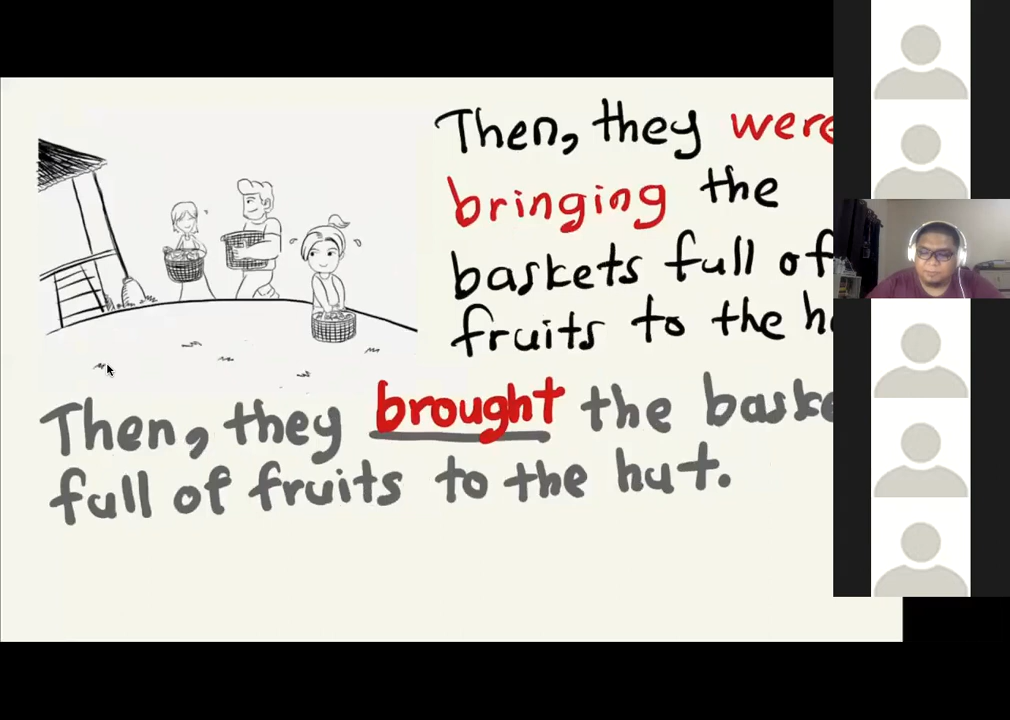 Then, they were
bringing the
baskets full of
fruits to the
Then, they brought the
full of fruits to the hut.